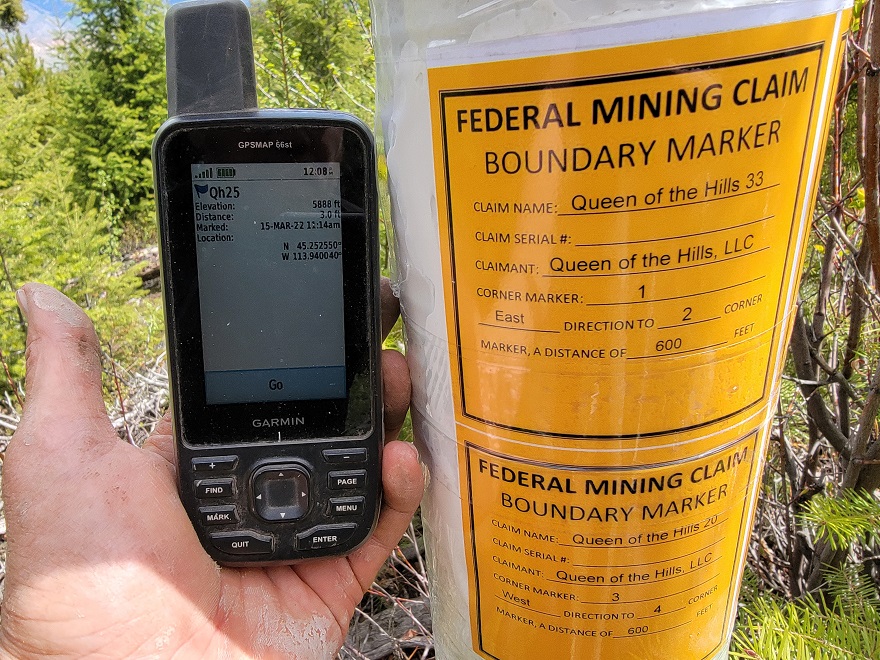 GPSMAP 66st
12:08
Qh25
Elevation: 5888 ft
Distance: 3.0 ft
Marked: 15-MAR-22 11:14am
Location:
N 45.252550°
W 113.940040°
Go
GARMIN
+ −
FIND PAGE
MARK MENU
QUIT ENTER
FEDERAL MINING CLAIM
BOUNDARY MARKER
CLAIM NAME: Queen of the Hills 33
CLAIM SERIAL #:
CLAIMANT: Queen of the Hills, LLC
CORNER MARKER: 1
East DIRECTION TO 2 CORNER
MARKER, A DISTANCE OF 600 FEET
FEDERAL MINING CLAIM
BOUNDARY MARKER
CLAIM NAME: Queen of the Hills 20
CLAIM SERIAL #:
CLAIMANT: Queen of the Hills, LLC
CORNER MARKER: 3
West DIRECTION TO 4 CORNER
MARKER, A DISTANCE OF 600 FEET